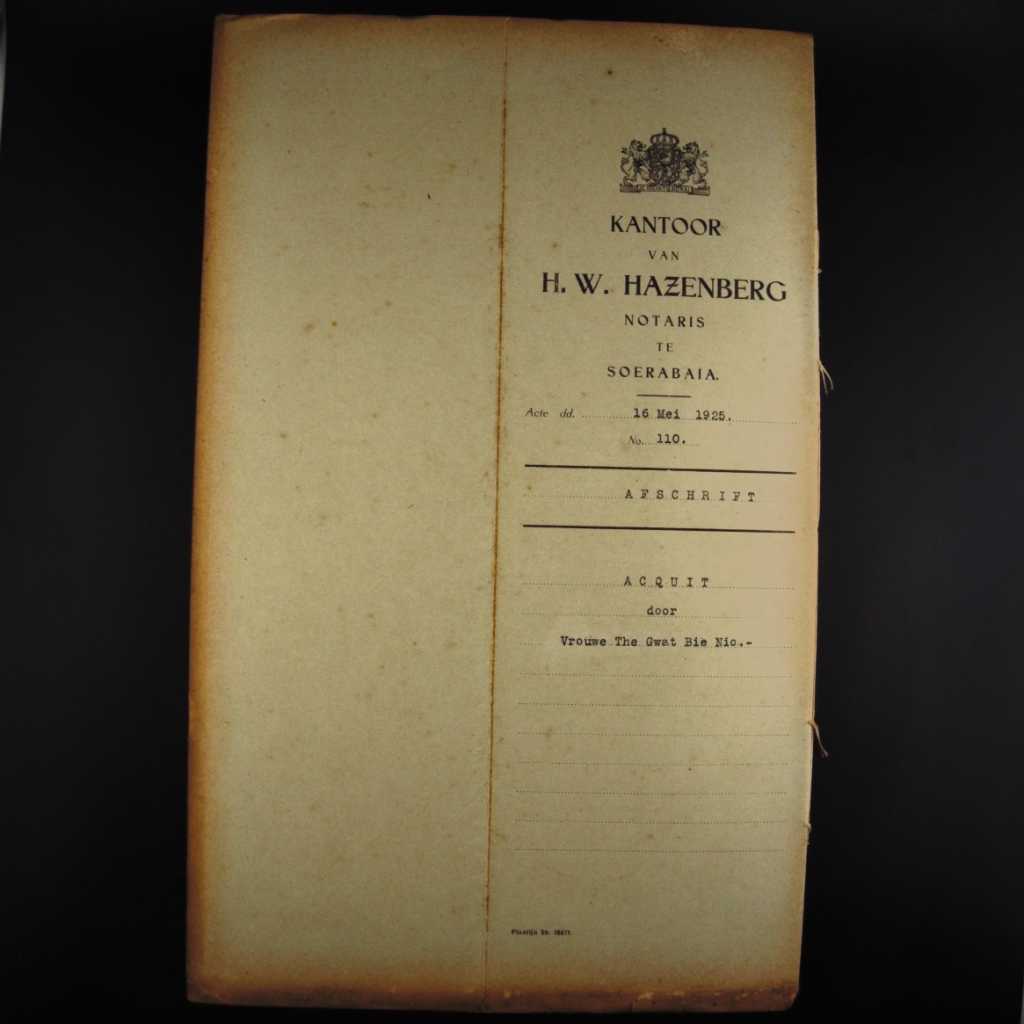 KANTOOR
VAN
H. W. HAZENBERG
NOTARIS
TE
SOERABAIA.
Acte dd. 16 Mei 1925.
No. 110.
AFSCHRIFT
ACQUIT
door
Vrouwe The Gwat Bie Nio.-